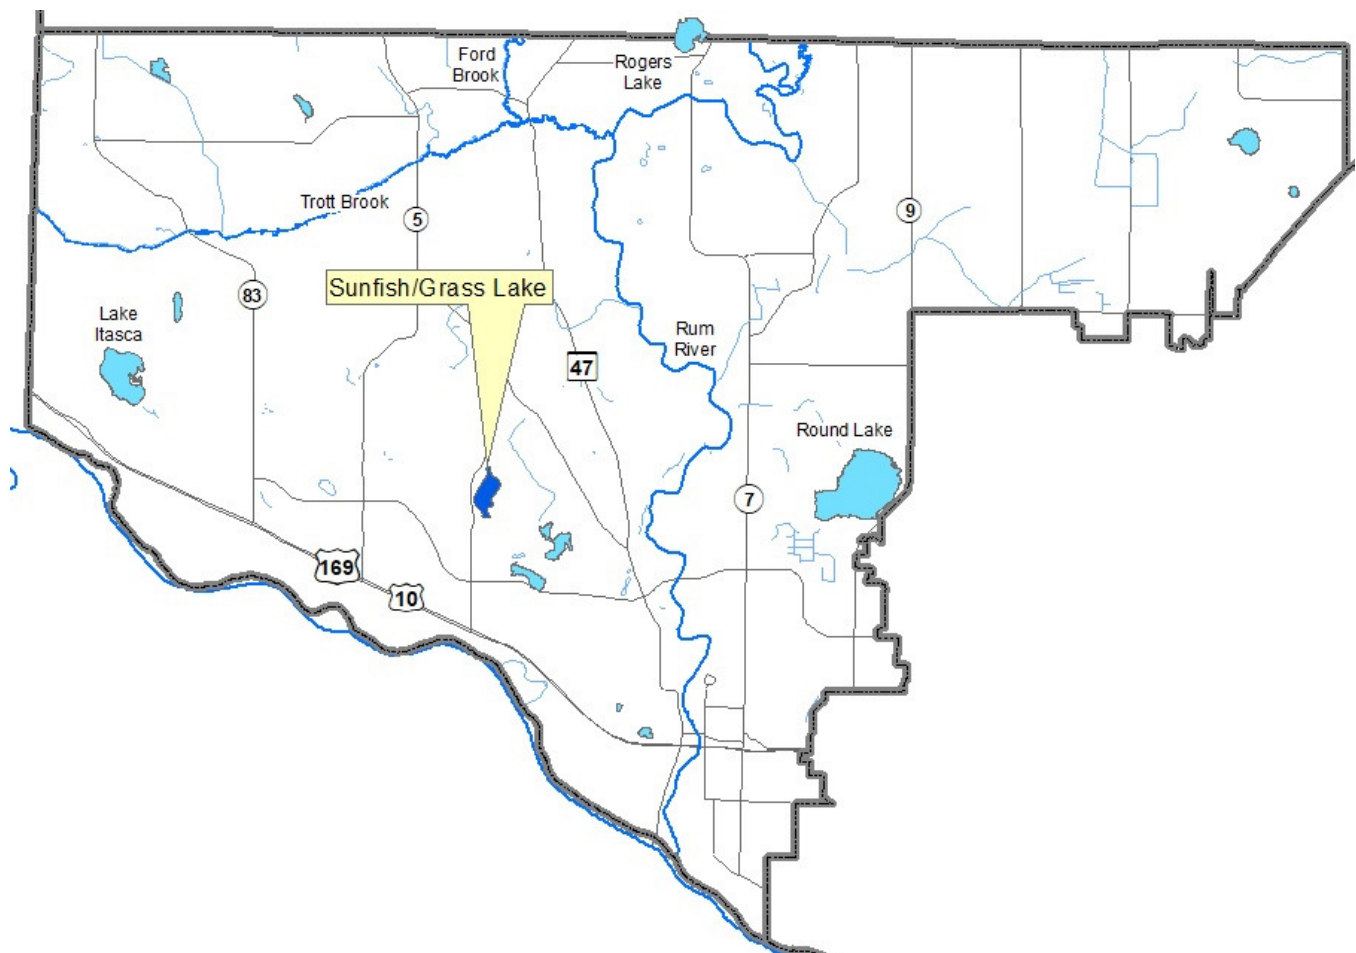 Ford
Brook
Rogers
Lake
Trott Brook
5
9
Sunfish/Grass Lake
83
Lake
Itasca
Rum
River
47
Round Lake
7
169
10